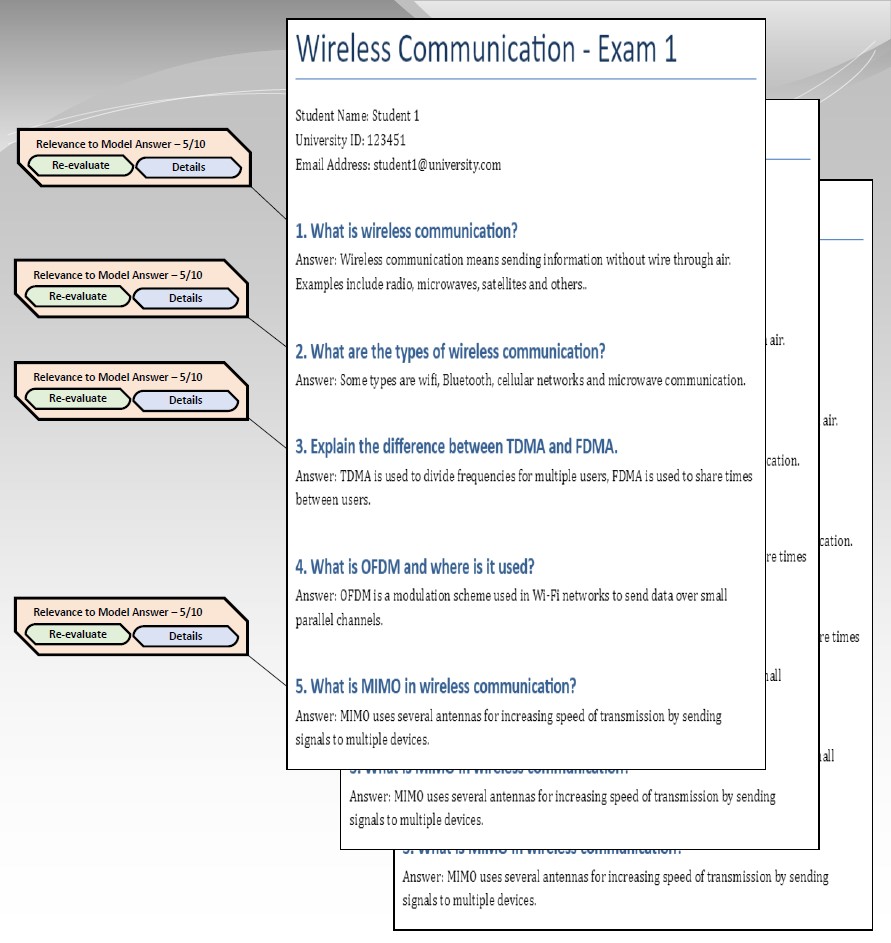 Wireless Communication - Exam 1
Student Name: Student 1
University ID: 123451
Email Address: student1@university.com
Relevance to Model Answer – 5/10
Re-evaluate
Details
1. What is wireless communication?
Answer: Wireless communication means sending information without wire through air.
Examples include radio, microwaves, satellites and others..
Relevance to Model Answer – 5/10
Re-evaluate
Details
2. What are the types of wireless communication?
Answer: Some types are wifi, Bluetooth, cellular networks and microwave communication.
Relevance to Model Answer – 5/10
Re-evaluate
Details
3. Explain the difference between TDMA and FDMA.
Answer: TDMA is used to divide frequencies for multiple users, FDMA is used to share times
between users.
4. What is OFDM and where is it used?
Answer: OFDM is a modulation scheme used in Wi-Fi networks to send data over small
parallel channels.
Relevance to Model Answer – 5/10
Re-evaluate
Details
5. What is MIMO in wireless communication?
Answer: MIMO uses several antennas for increasing speed of transmission by sending
signals to multiple devices.
air.
cation.
re times
all
5. What is MIMO in wireless communication?
Answer: MIMO uses several antennas for increasing speed of transmission by sending
signals to multiple devices.
air.
cation.
re times
all
5. What is MIMO in wireless communication?
Answer: MIMO uses several antennas for increasing speed of transmission by sending
signals to multiple devices.